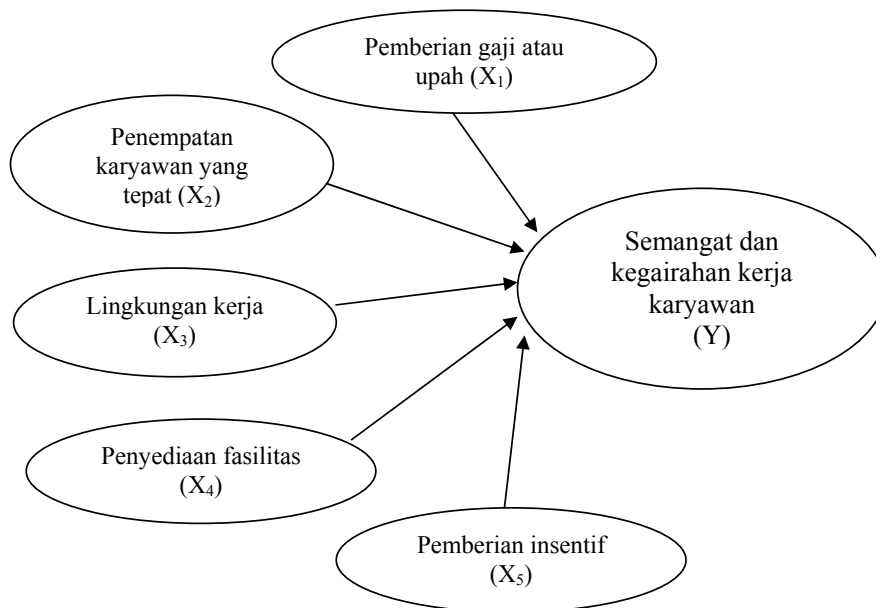 Pemberian gaji atau
upah (X₁)
Penempatan
karyawan yang
tepat (X₂)
Semangat dan
kegairahan kerja
karyawan
(Y)
Lingkungan kerja
(X₃)
Penyediaan fasilitas
(X₄)
Pemberian insentif
(X₅)